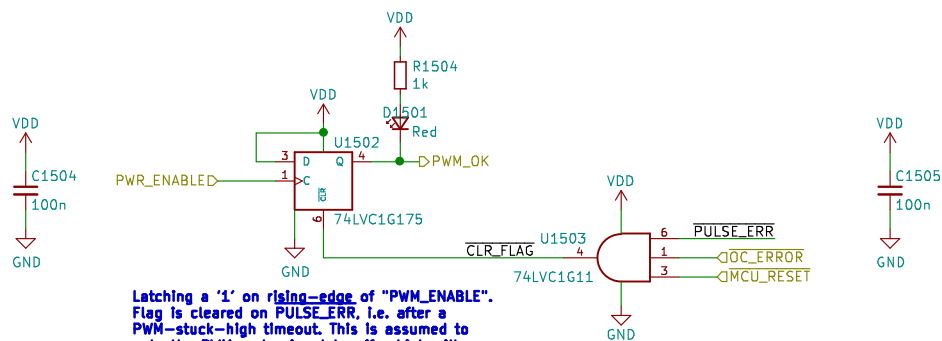 VDD
R1504
1k
VDD
D1501
Red
VDD
U1502
VDD
VDD
3
D
Q
4
PWM_OK
C1504
100n
PWR_ENABLE
1
C
CLR
VDD
C1505
100n
6
74LVC1G175
U1503
6
PULSE_ERR
GND
GND
CLR_FLAG
4
1
OC_ERROR
GND
74LVC1G11
3
MCU_RESET
Latching a '1' on rising-edge of "PWM_ENABLE".
Flag is cleared on PULSE_ERR, i.e. after a
PWM-stuck-high timeout. This is assumed to
GND